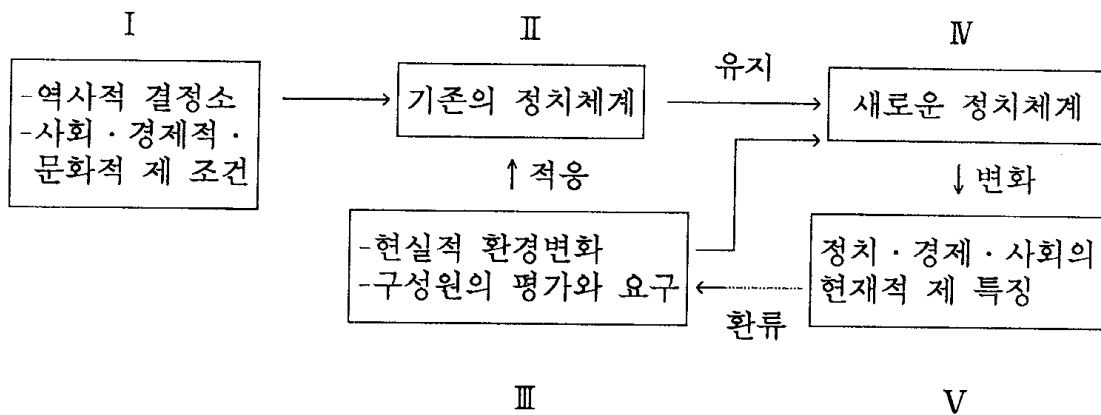 Ⅰ
Ⅱ
Ⅳ
-역사적 결정소
-사회·경제적·
문화적 제 조건
기존의 정치체계
유지
새로운 정치체계
↑적응
↓변화
-현실적 환경변화
-구성원의 평가와 요구
환류
정치·경제·사회의
현재적 제 특징
Ⅲ
Ⅴ